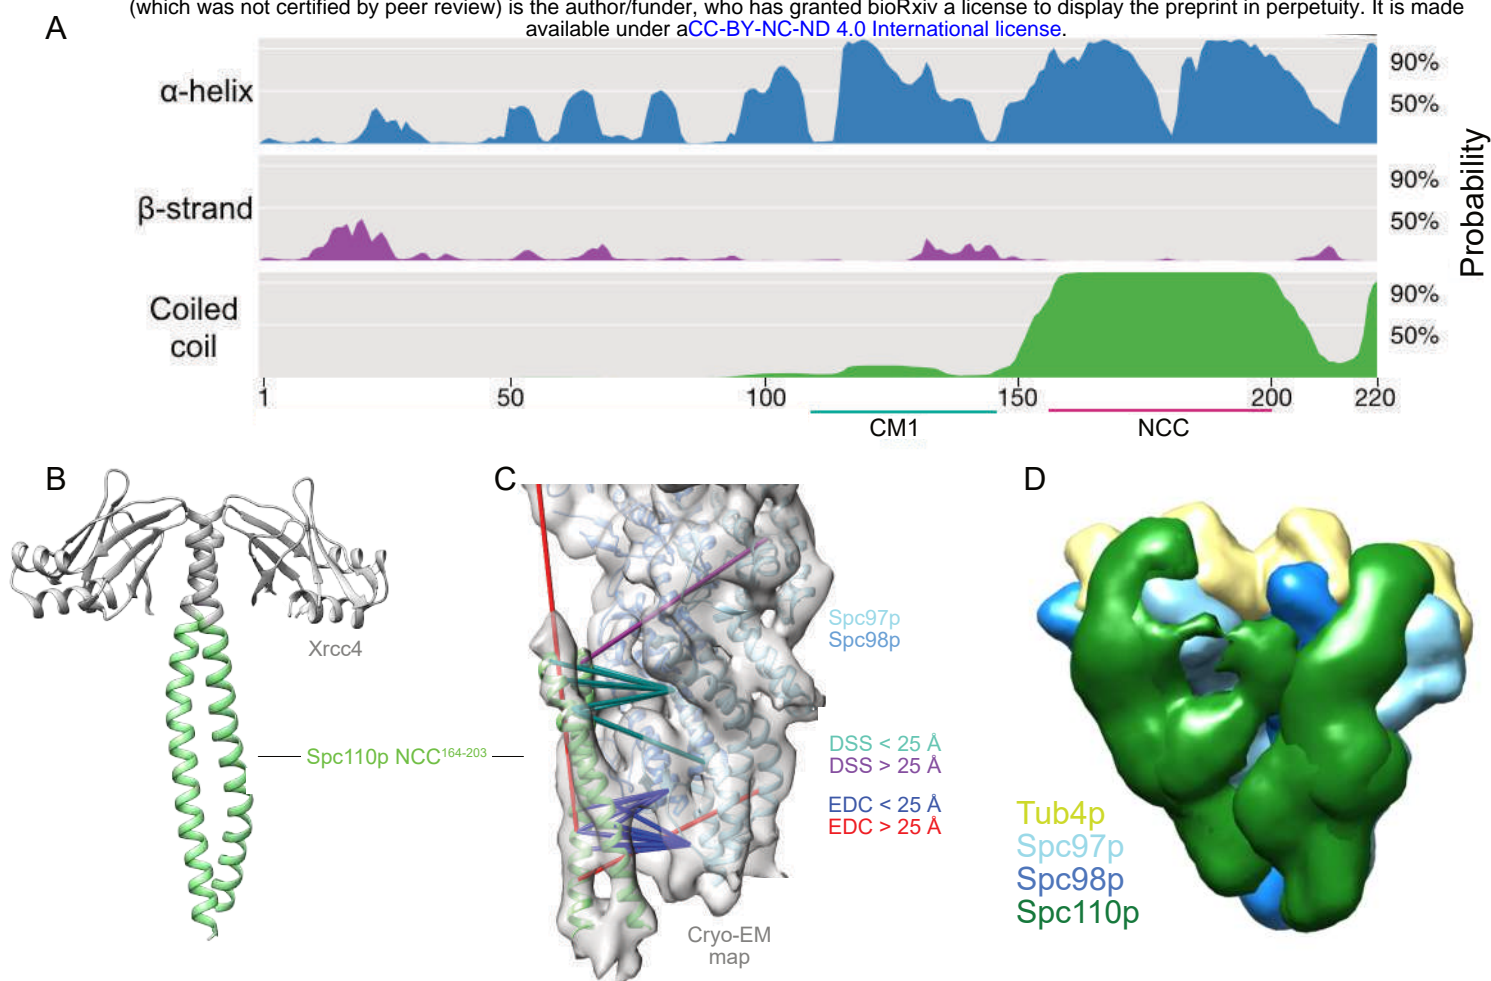 (which was not certified by peer review) is the author/funder, who has granted bioRxiv a license to display the preprint in perpetuity. It is made
available under aCC-BY-NC-ND 4.0 International license.
A
α-helix
90%
50%
β-strand
90%
50%
Coiled
coil
90%
50%
Probability
1 50 100 150 200 220
CM1 NCC
B
Xrcc4
Spc110p NCC164-203
C
Spc97p
Spc98p
DSS < 25 Å
DSS > 25 Å
EDC < 25 Å
EDC > 25 Å
Cryo-EM
map
D
Tub4p
Spc97p
Spc98p
Spc110p